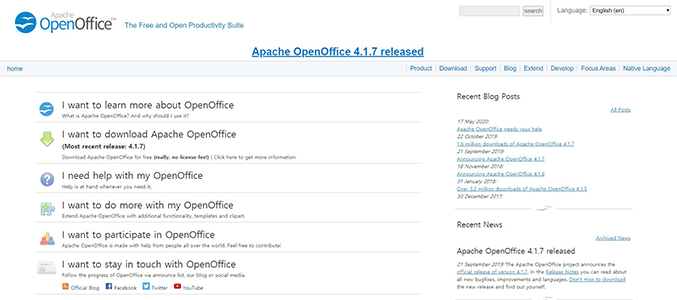 Apache
OpenOffice™
The Free and Open Productivity Suite
search
Language: English (en)
Apache OpenOffice 4.1.7 released
home
Product Download Support Blog Extend Develop Focus Areas Native Language
I want to learn more about OpenOffice
What is Apache OpenOffice? And why should I use it?
I want to download Apache OpenOffice
(Most recent release: 4.1.7)
Download Apache OpenOffice for free (really, no license fee!) | Click here to get more information.
I need help with my OpenOffice
Help is at hand whenever you need it.
I want to do more with my OpenOffice
Extend Apache OpenOffice with additional functionality, templates and clipart.
I want to participate in OpenOffice
Apache OpenOffice is made with help from people all over the world. Feel free to contribute!
I want to stay in touch with OpenOffice
Follow the progress of OpenOffice via announce list, our blog or social media.
Official Blog Facebook Twitter YouTube
Recent Blog Posts
All Posts
17 May 2020:
Apache OpenOffice needs your help
22 October 2019:
1.6 million downloads of Apache OpenOffice 4.1.7
21 September 2019:
Announcing Apache OpenOffice 4.1.7
18 November 2018:
Announcing Apache OpenOffice 4.1.6
31 January 2018:
Over 3.2 million downloads of Apache OpenOffice 4.1.5
30 December 2017:
Recent News
Archived News
Apache OpenOffice 4.1.7 released
21 September 2019: The Apache OpenOffice project announces the
official release of version 4.1.7. In the Release Notes you can read about
all new bugfixes, improvements and languages. Don't miss to download
the new release and find out yourself.